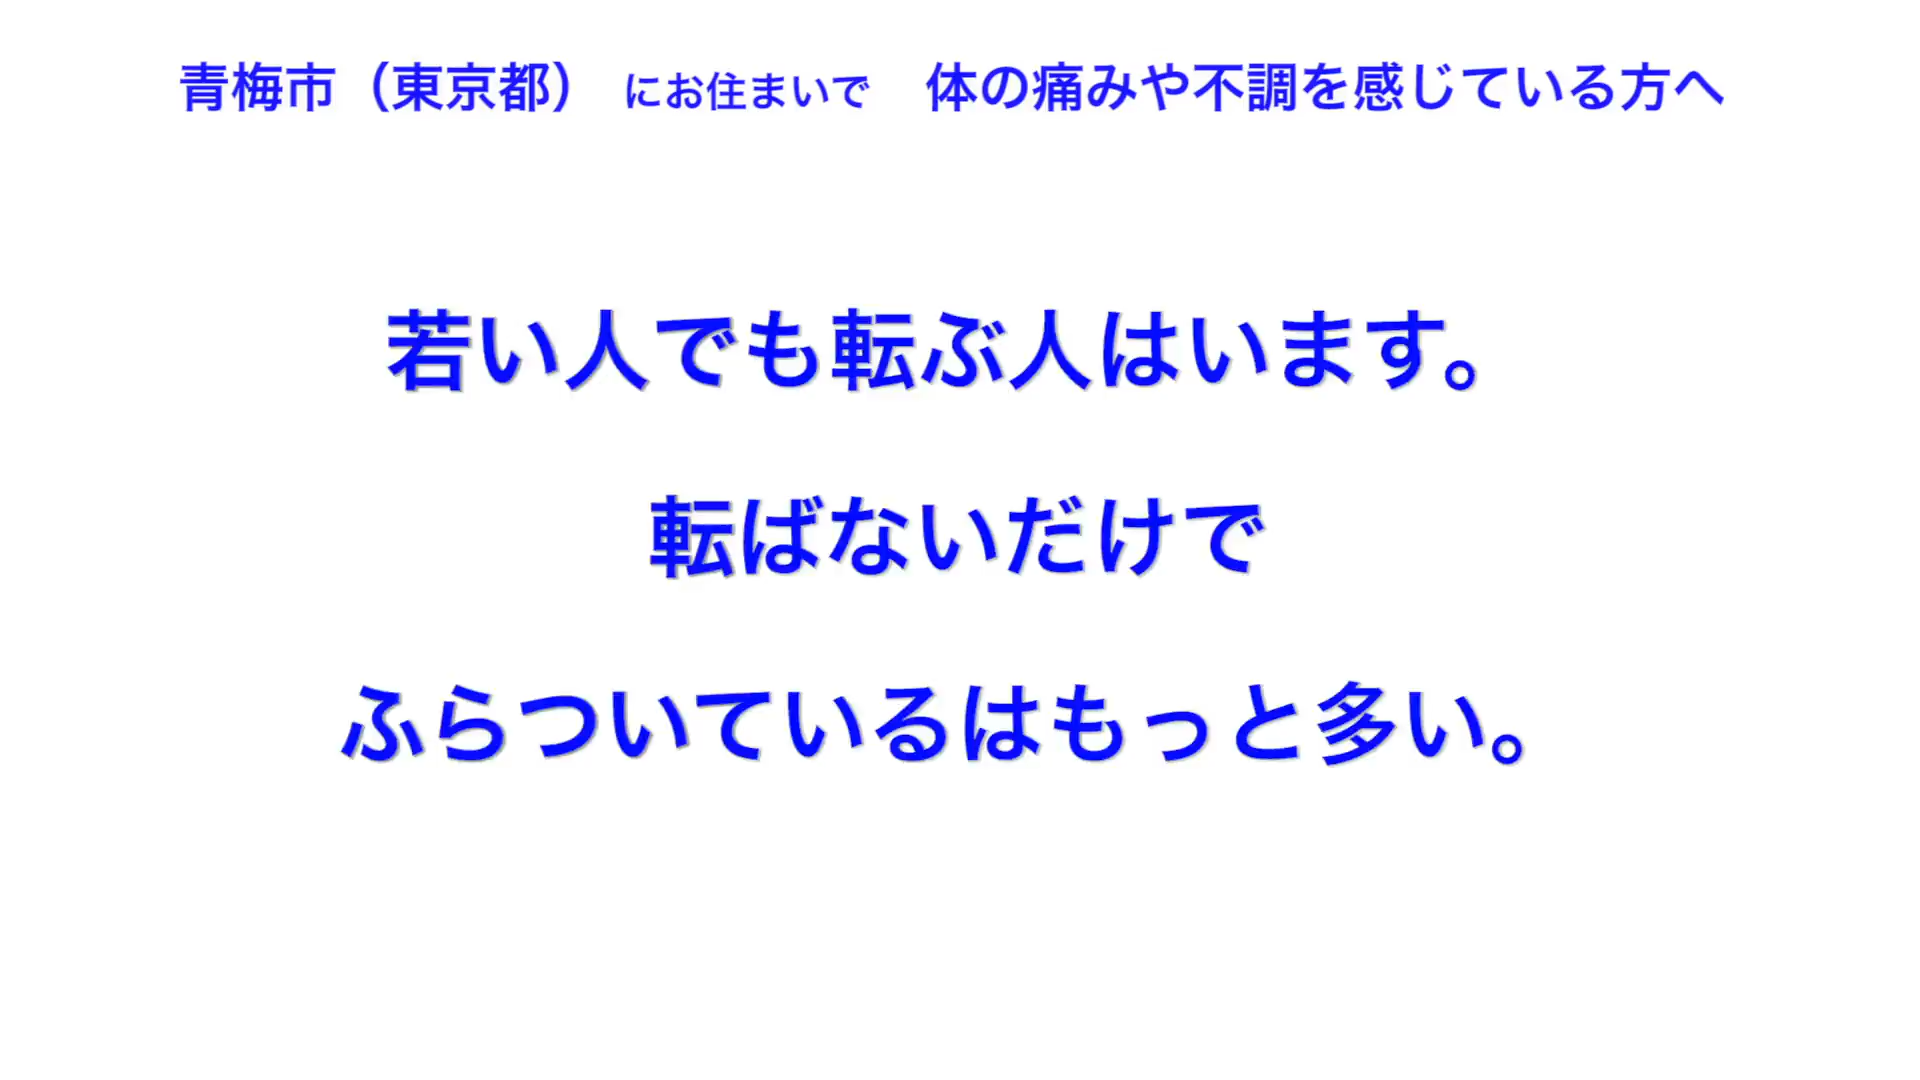 青梅市（東京都） にお住まいで 体の痛みや不調を感じている方へ
若い人でも転ぶ人はいます。
転ばないだけで
ふらついているはもっと多い。